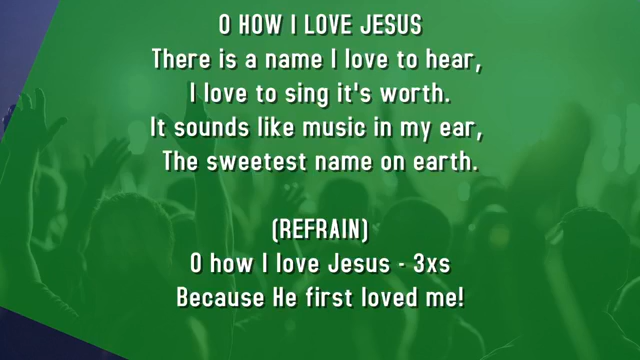 O HOW I LOVE JESUS
There is a name I love to hear,
I love to sing it's worth.
It sounds like music in my ear,
The sweetest name on earth.
(REFRAIN)
O how I love Jesus - 3xs
Because He first loved me!